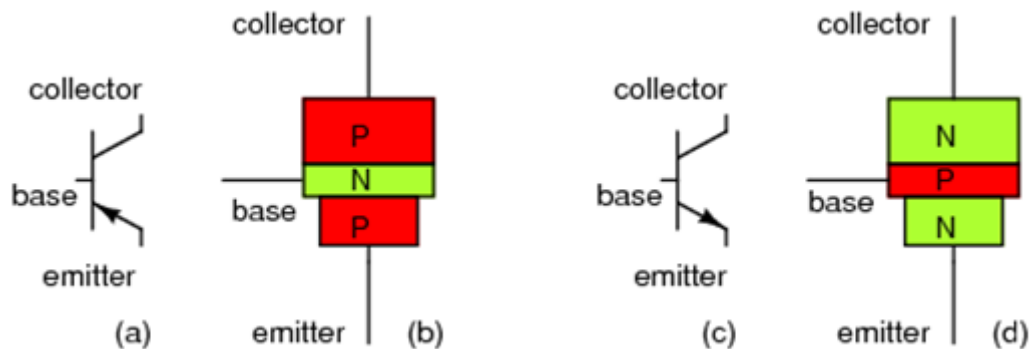 collector
collector
P
N
base
base
P
emitter
(a)
emitter
(b)
collector
collector
N
P
base
base
N
emitter
(c)
emitter
(d)